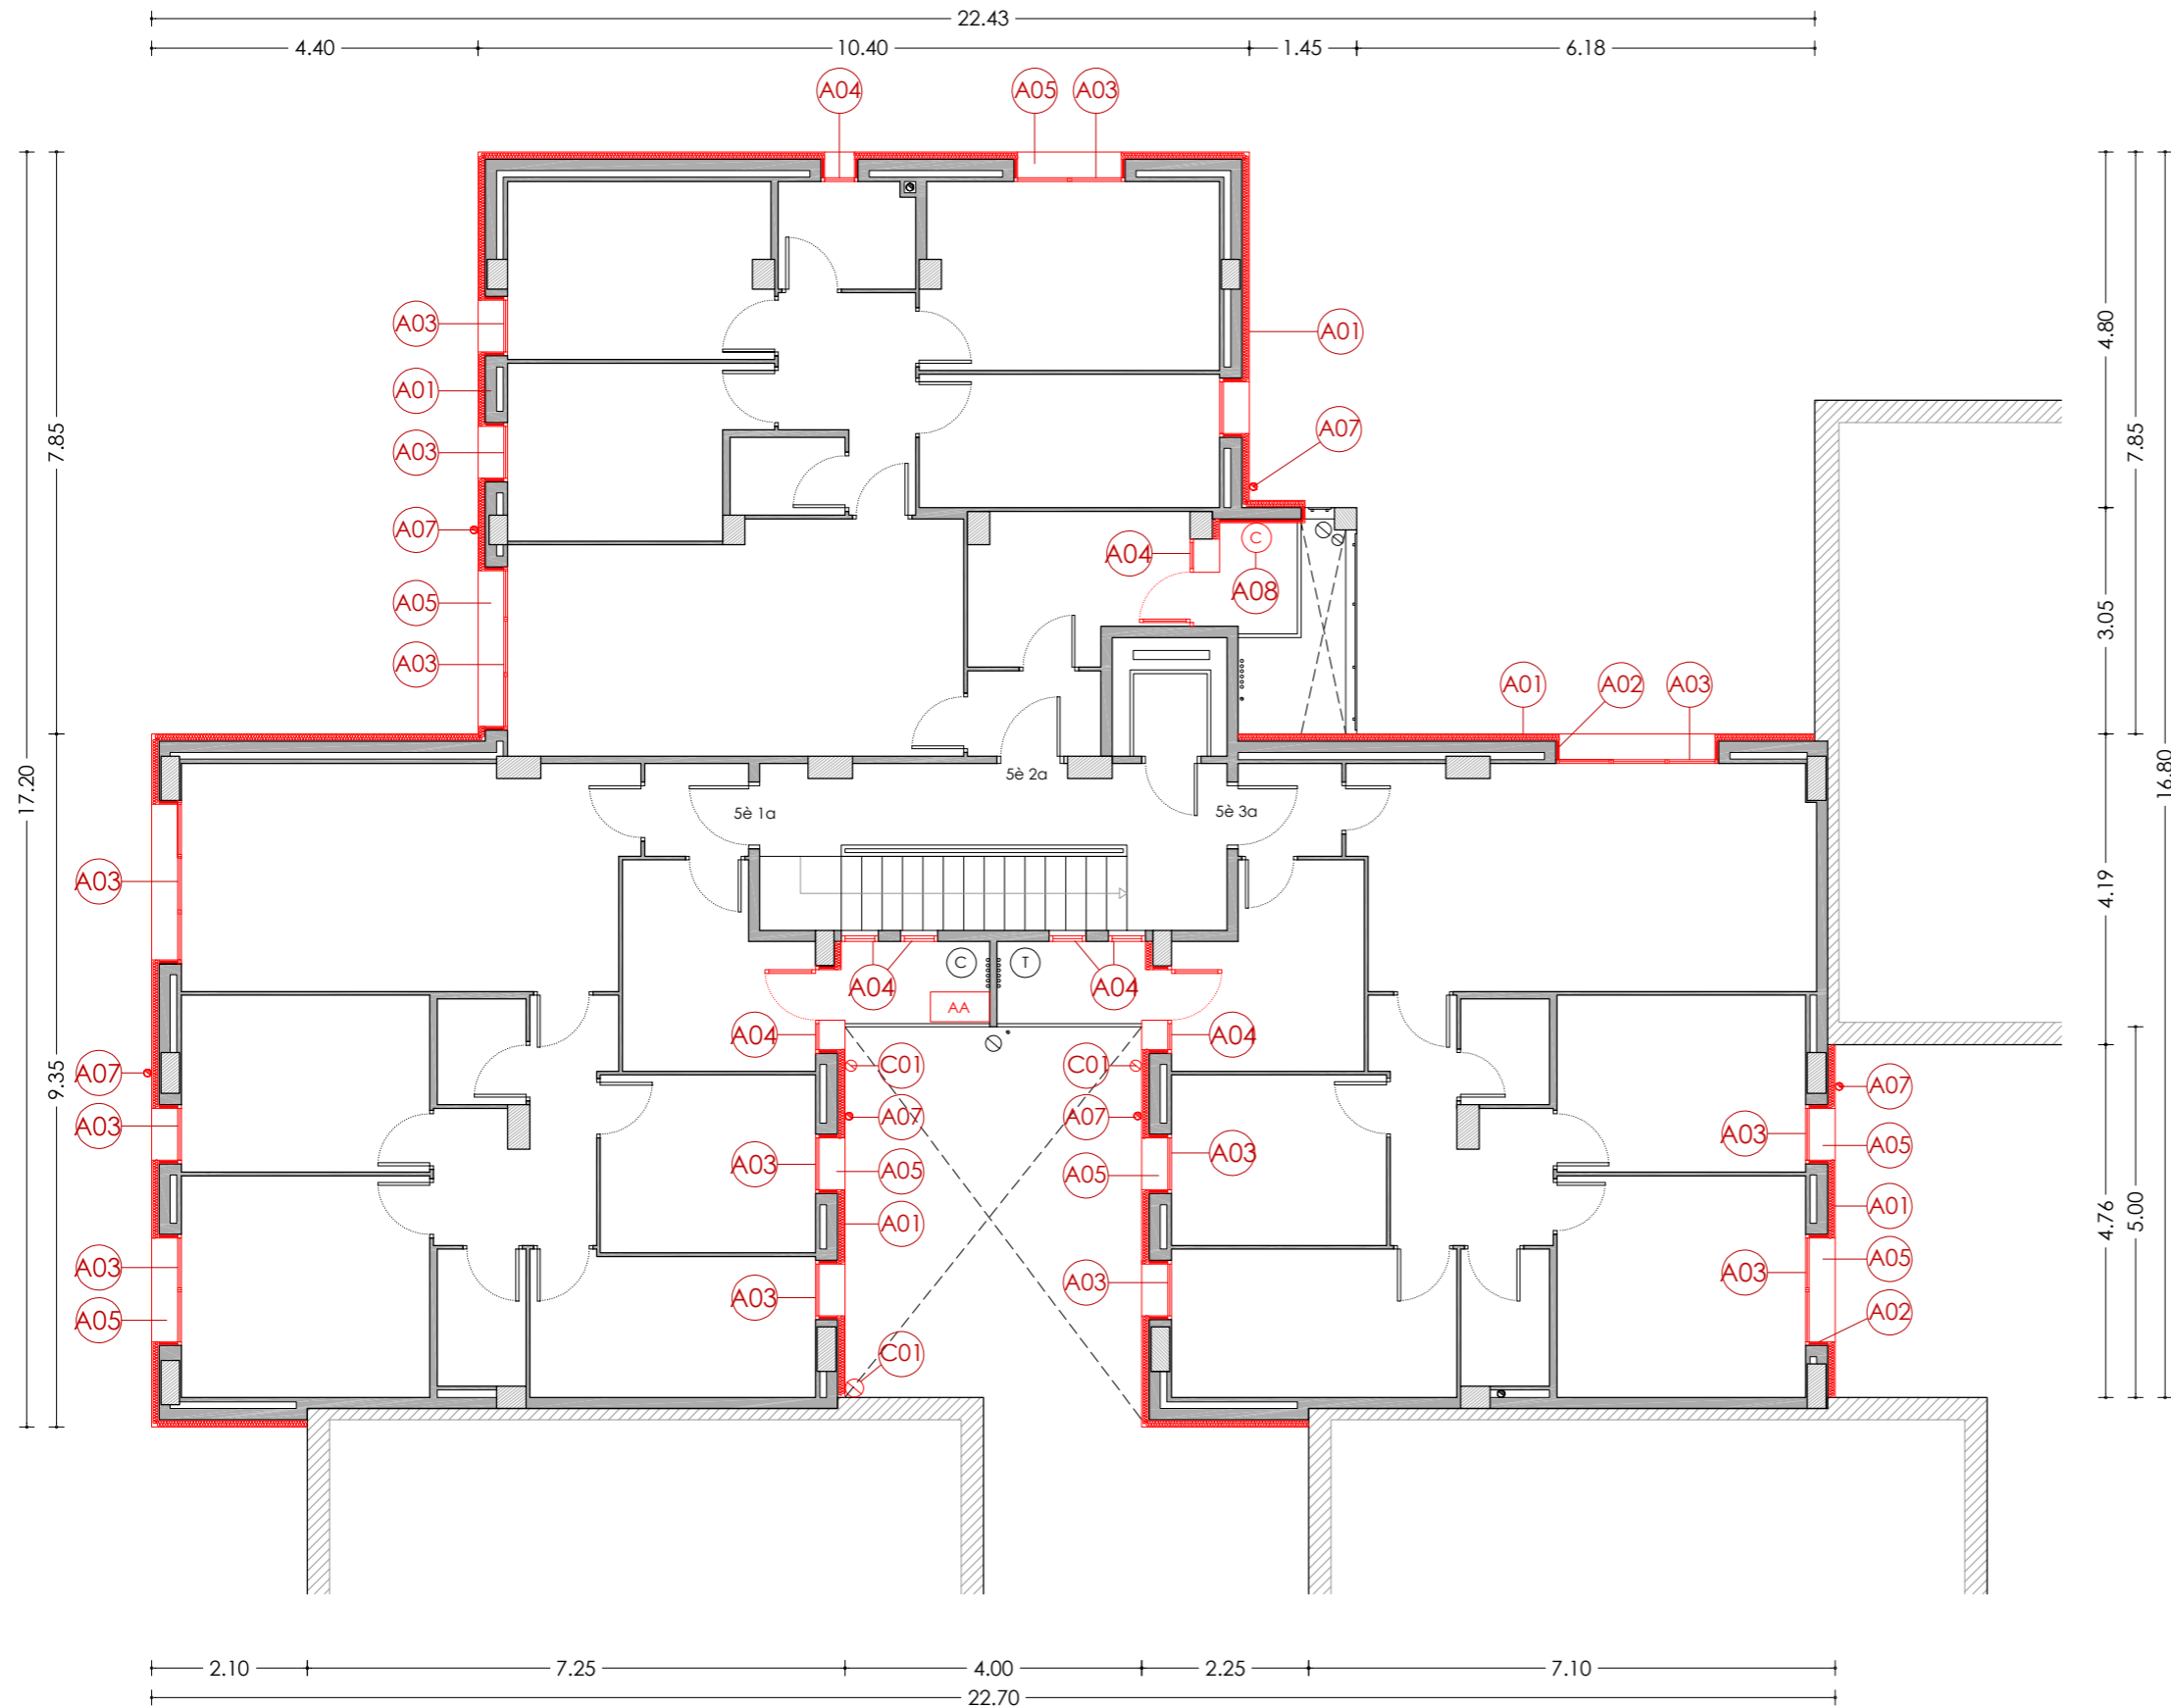 22.43
4.40
10.40
1.45
6.18
A04
A05
A03
A03
A01
A01
A03
A07
A07
A04
C
A05
A08
A03
A01
A02
A03
5è 2a
5è 1a
5è 3a
A03
C
T
A04
A04
AA
A04
A04
A07
C01
C01
A07
A07
A07
A03
A03
A03
A03
A05
A05
A05
A01
A01
A03
A03
A03
A03
A05
A05
A02
C01
17.20
7.85
9.35
4.80
3.05
4.19
4.76
7.85
5.00
16.80
2.10
7.25
4.00
2.25
7.10
22.70